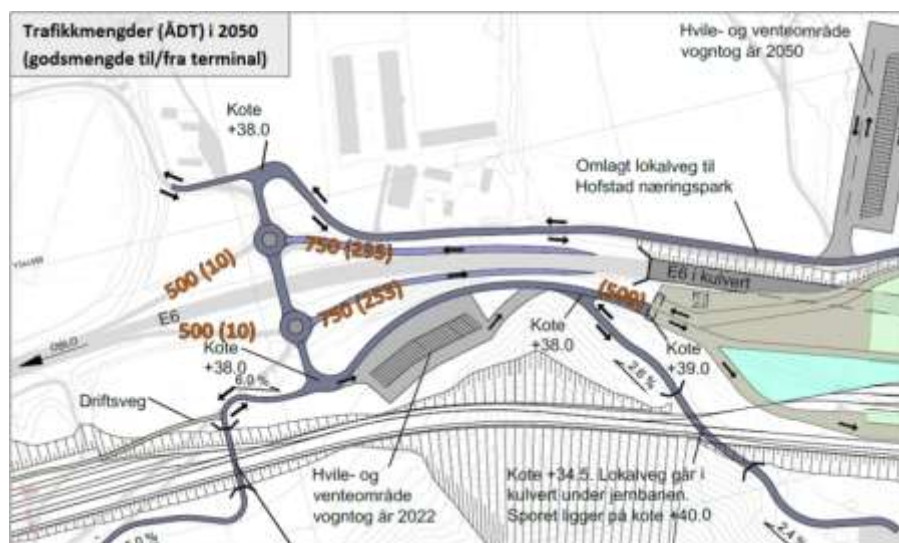 Trafikkmengder (ÅDT) i 2050
(godsmengde til/fra terminal)
Hvile- og venteområde
vogntog år 2050
Kote
+38.0
Omlagt lokalveg til
Hofstad næringspark
500 (10)
750 (235)
E6 i kulvert
E6
750 (253)
(500)
OSLO
500 (10)
Kote
+38.0
Kote
+38.0
Kote
+39.0
6.0 %
2.6 %
Driftsveg
Hvile- og
venteområde
vogntog år 2022
Kote +34.5. Lokalveg går i
kulvert under jernbanen.
Sporet ligger på kote +40.0
2.4 %